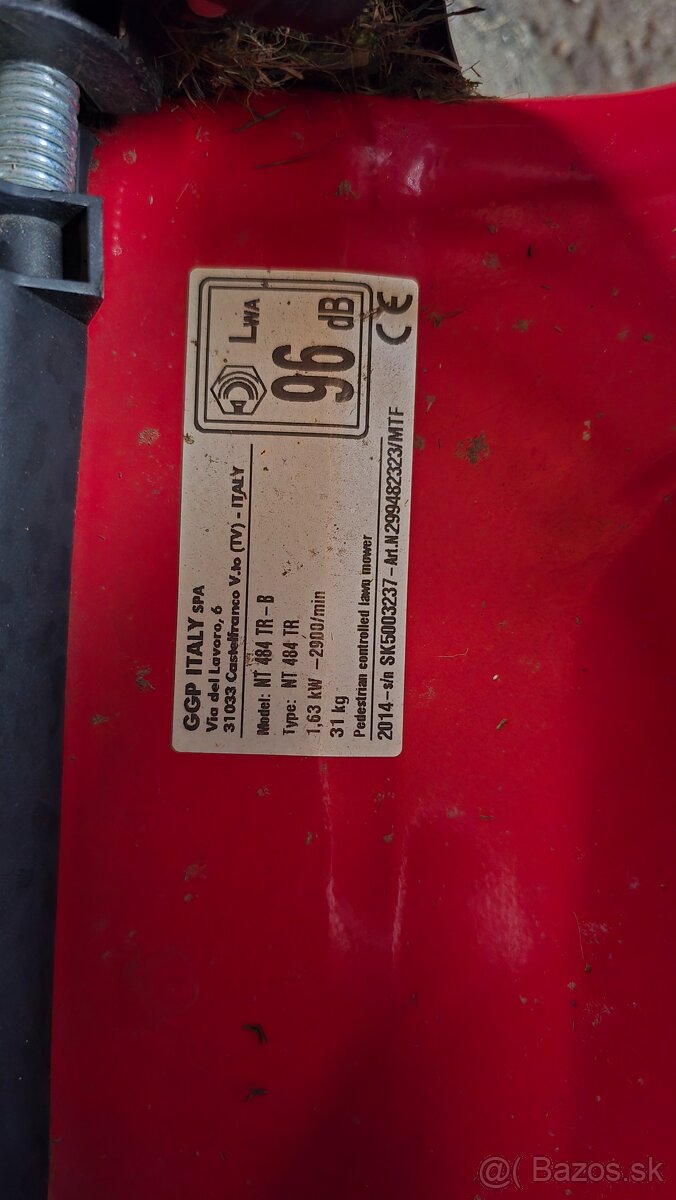 GGP ITALY SPA
Via del Lavoro, 6
31033 Castelfranco V.to (TV) - ITALY
Model: NT 484 TR - B
Type: NT 484 TR
1,63 kW - 2900/min
31 kg
Pedestrian controlled lawn mower
2014 - s/n SK5003237 - Art.N299482323/MTF
LWA
96 dB
CE
@( Bazos.sk